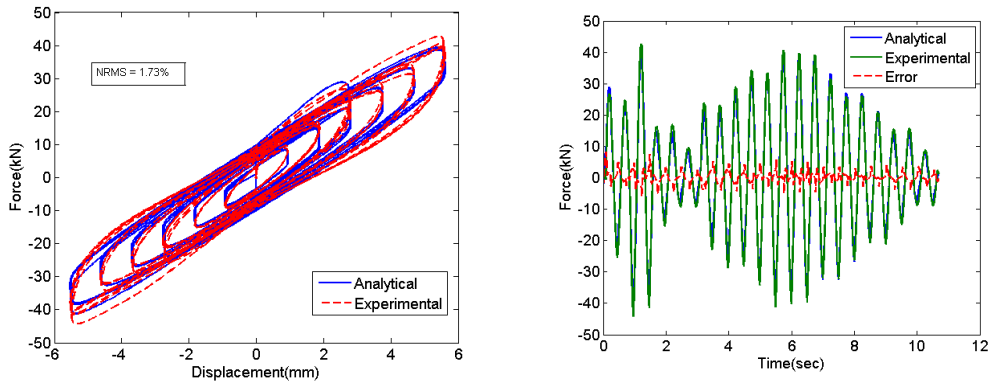 50
40
30
20
10
0
-10
-20
-30
-40
-50
Force(kN)
NRMS = 1.73%
Analytical
Experimental
-6 -4 -2 0 2 4 6
Displacement(mm)
50
40
30
20
10
0
-10
-20
-30
-40
-50
Force(kN)
Analytical
Experimental
Error
0 2 4 6 8 10 12
Time(sec)